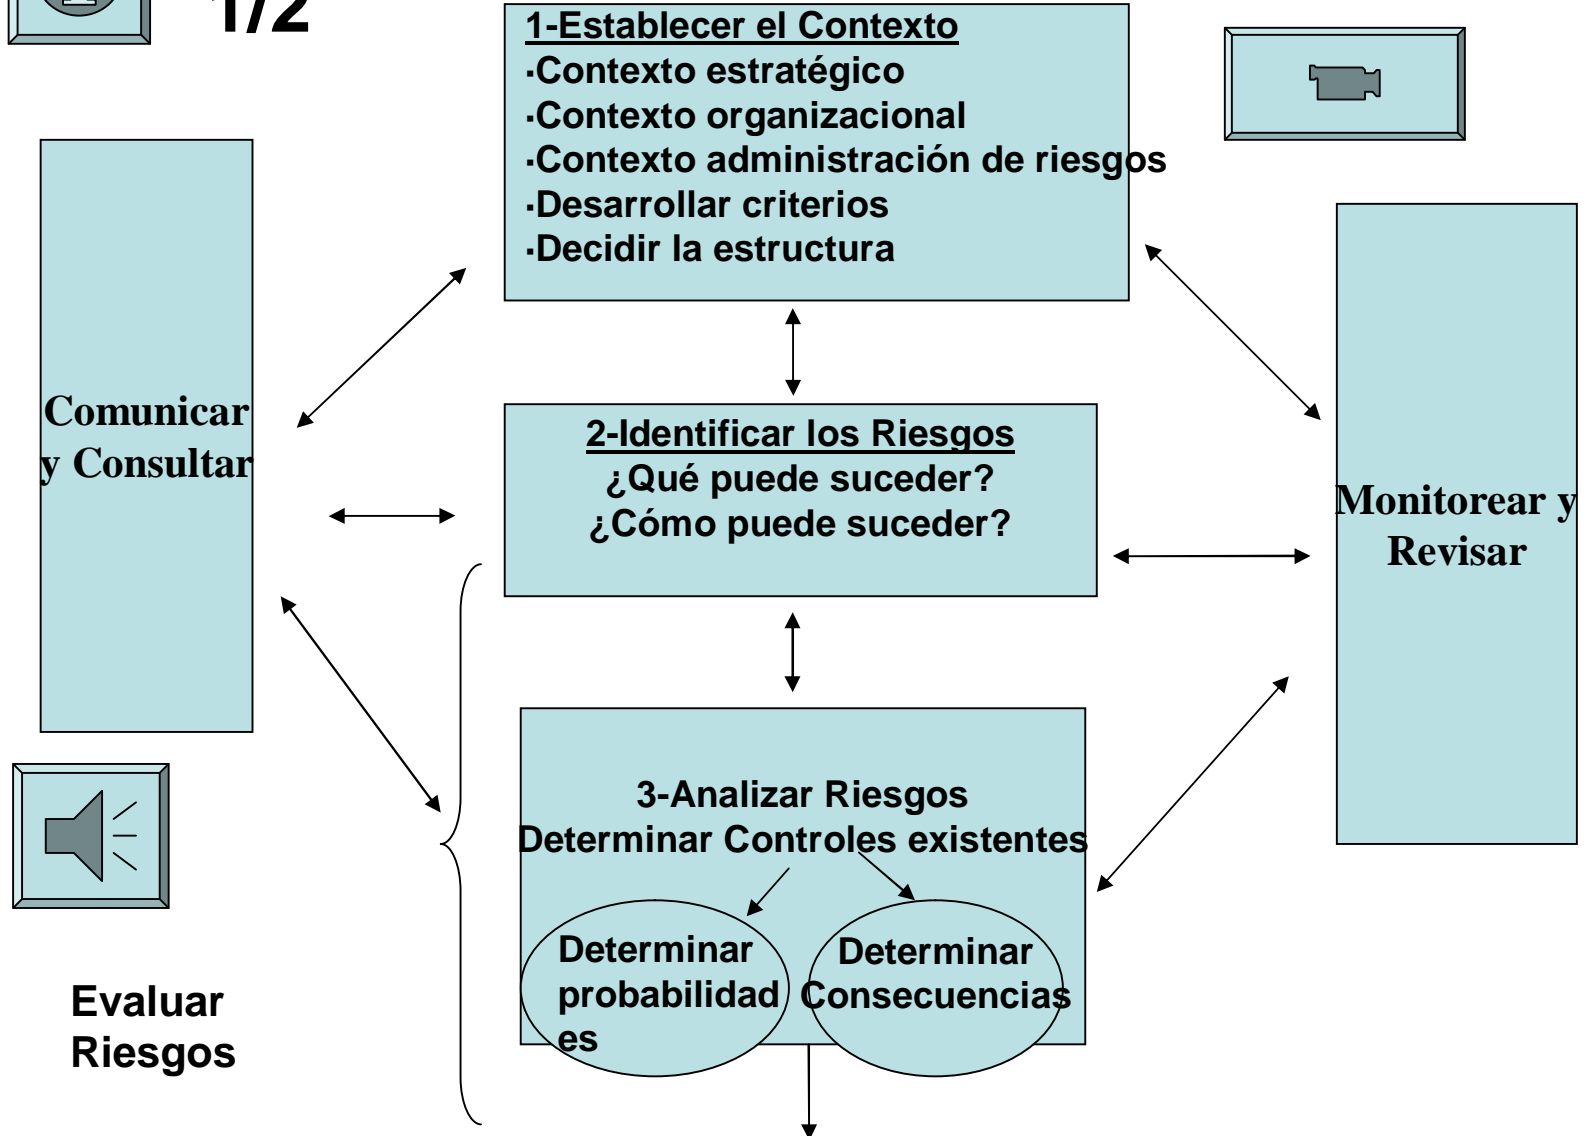 1/2
1-Establecer el Contexto
▪Contexto estratégico
▪Contexto organizacional
▪Contexto administración de riesgos
▪Desarrollar criterios
▪Decidir la estructura
Comunicar
y Consultar
2-Identificar los Riesgos
¿Qué puede suceder?
¿Cómo puede suceder?
Monitorear y
Revisar
3-Analizar Riesgos
Determinar Controles existentes
Determinar
probabilidad
es
Determinar
Consecuencias
Evaluar
Riesgos